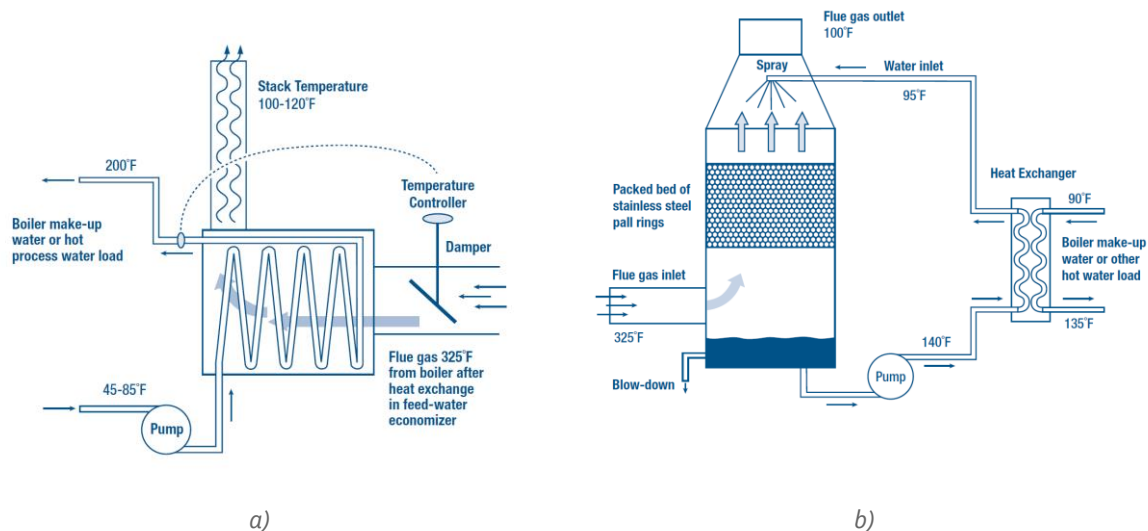 Stack Temperature
100-120°F
200°F
Boiler make-up
water or hot
process water load
Temperature
Controller
Damper
Flue gas 325°F
from boiler after
heat exchange
in feed-water
economizer
45-85°F
Pump
a)
Flue gas outlet
100°F
Spray
Water inlet
95°F
Packed bed of
stainless steel
pall rings
Heat Exchanger
90°F
Boiler make-up
water or other
hot water load
135°F
Flue gas inlet
325°F
140°F
Pump
Blow-down
b)